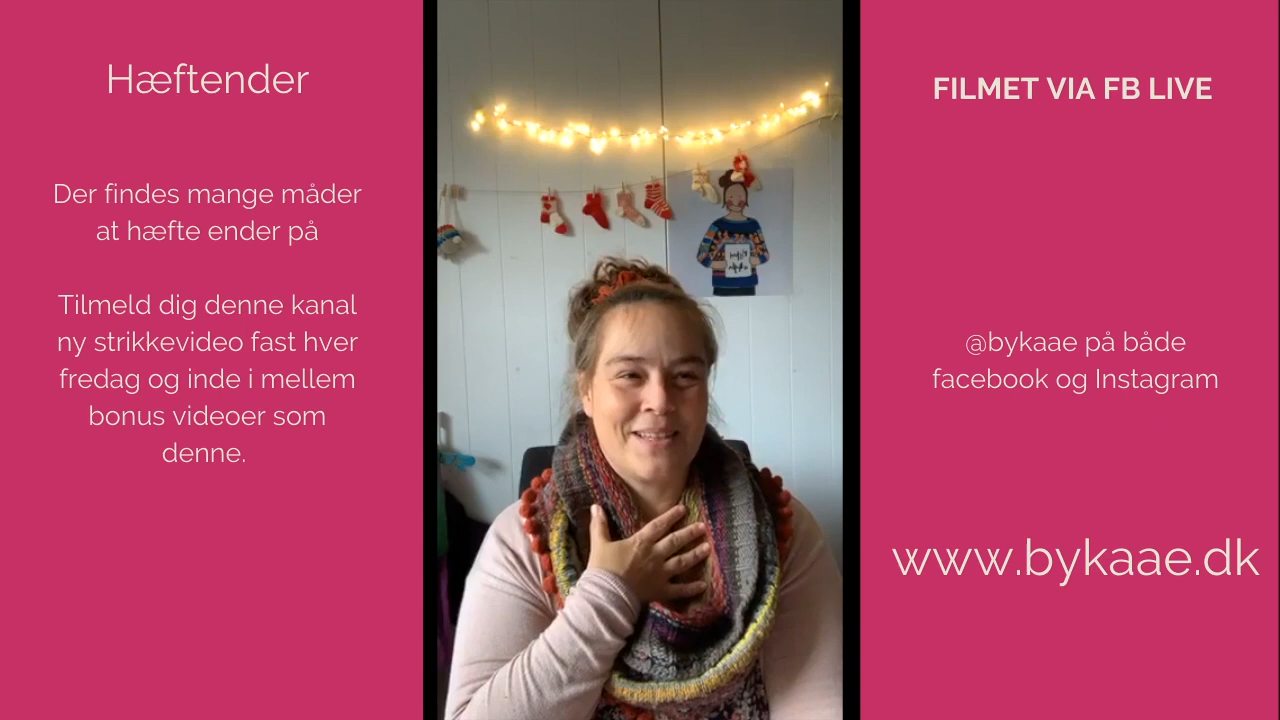 Hæftender
Der findes mange måder
at hæfte ender på
Tilmeld dig denne kanal
ny strikkevideo fast hver
fredag og inde i mellem
bonus videoer som
denne.
FILMET VIA FB LIVE
@bykaae på både
facebook og Instagram
www.bykaae.dk